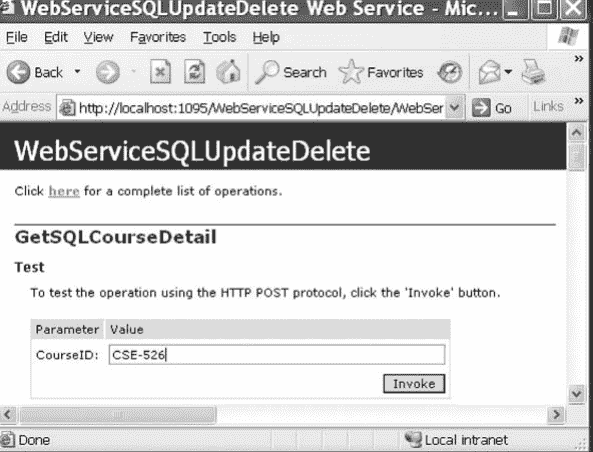 WebServiceSQLUpdateDelete Web Service - Mic...
File Edit View Favorites Tools Help
Back Search Favorites »
Address http://localhost:1095/WebServiceSQLUpdateDelete/WebSer Go Links »
WebServiceSQLUpdateDelete
Click here for a complete list of operations.
GetSQLCourseDetail
Test
To test the operation using the HTTP POST protocol, click the 'Invoke' button.
Parameter Value
CourseID: CSE-526
Invoke
Done Local intranet